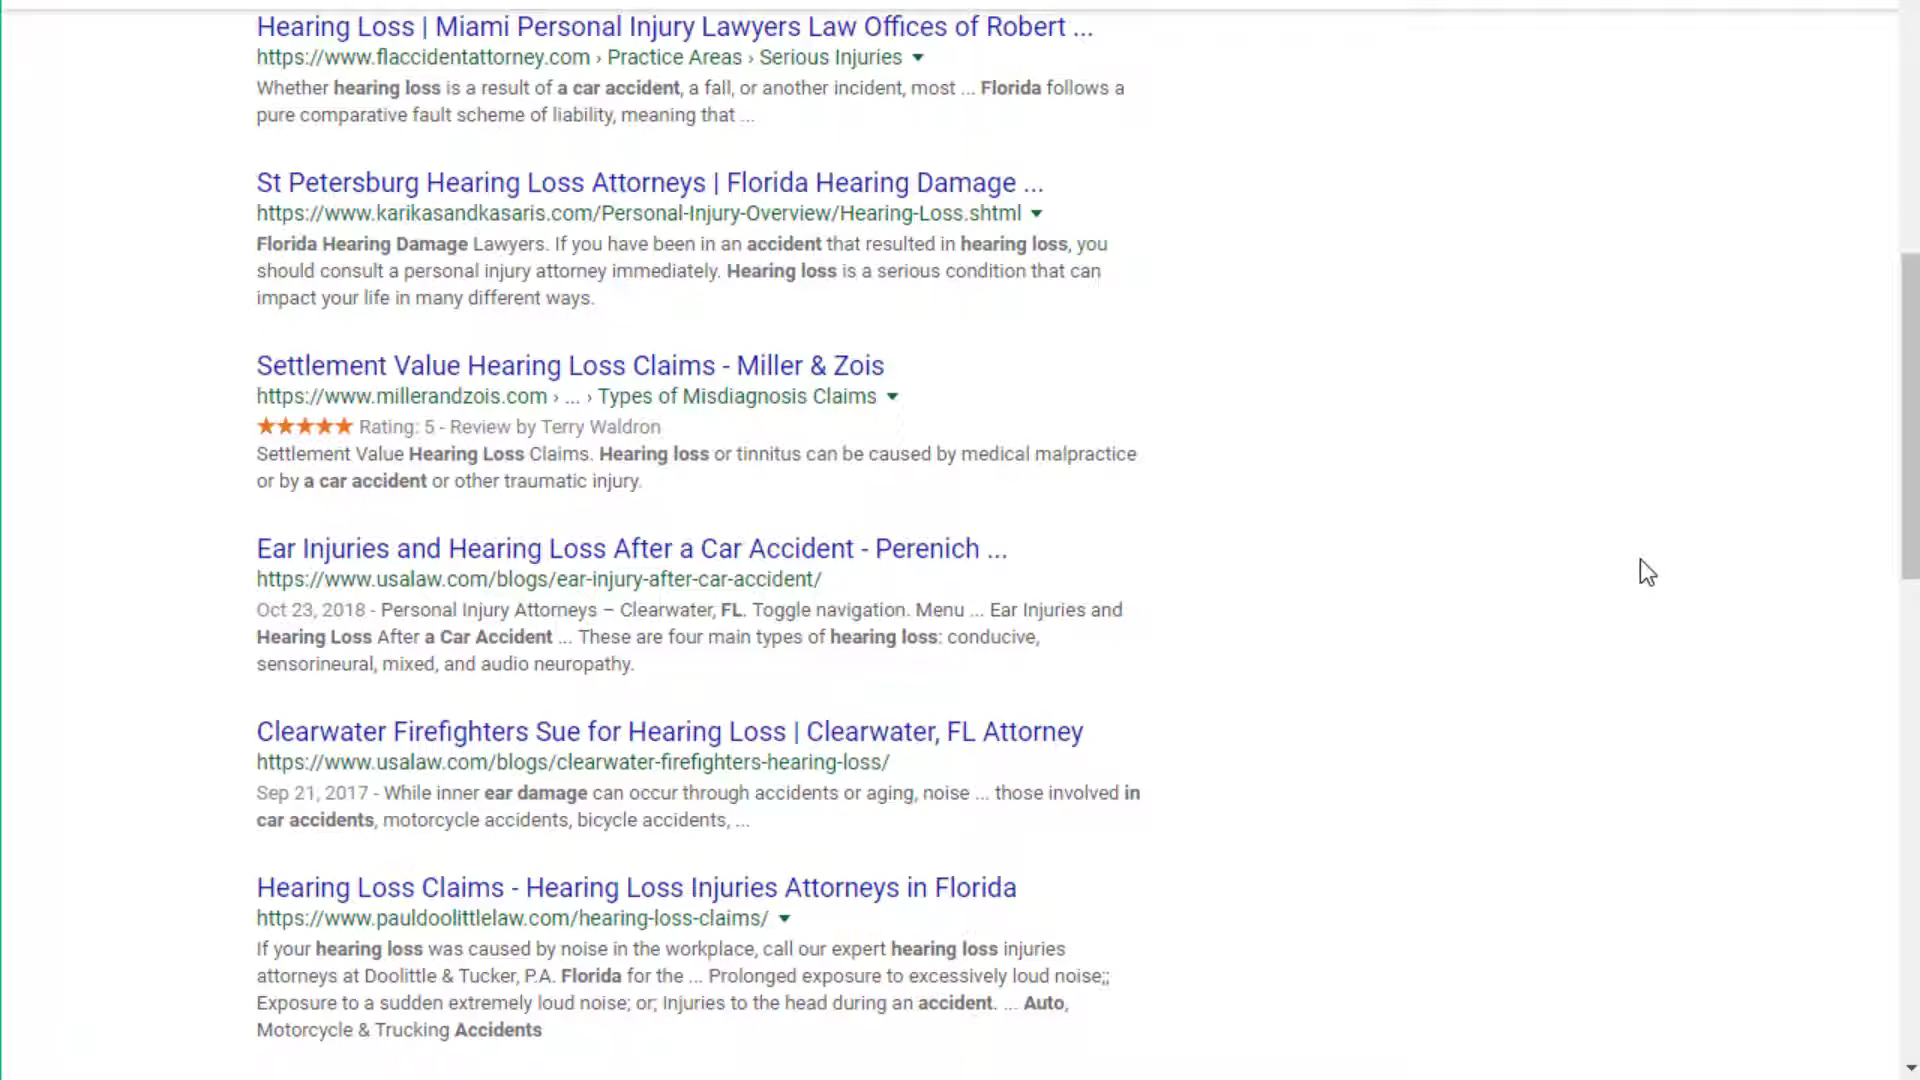 Hearing Loss | Miami Personal Injury Lawyers Law Offices of Robert ...
https://www.flaccidentattorney.com › Practice Areas › Serious Injuries
Whether hearing loss is a result of a car accident, a fall, or another incident, most ... Florida follows a
pure comparative fault scheme of liability, meaning that ...
St Petersburg Hearing Loss Attorneys | Florida Hearing Damage ...
https://www.karikasandkasaris.com/Personal-Injury-Overview/Hearing-Loss.shtml
Florida Hearing Damage Lawyers. If you have been in an accident that resulted in hearing loss, you
should consult a personal injury attorney immediately. Hearing loss is a serious condition that can
impact your life in many different ways.
Settlement Value Hearing Loss Claims - Miller & Zois
https://www.millerandzois.com › ... › Types of Misdiagnosis Claims
Rating: 5 - Review by Terry Waldron
Settlement Value Hearing Loss Claims. Hearing loss or tinnitus can be caused by medical malpractice
or by a car accident or other traumatic injury.
Ear Injuries and Hearing Loss After a Car Accident - Perenich ...
https://www.usalaw.com/blogs/ear-injury-after-car-accident/
Oct 23, 2018 - Personal Injury Attorneys – Clearwater, FL. Toggle navigation. Menu ... Ear Injuries and
Hearing Loss After a Car Accident ... These are four main types of hearing loss: conducive,
sensorineural, mixed, and audio neuropathy.
Clearwater Firefighters Sue for Hearing Loss | Clearwater, FL Attorney
https://www.usalaw.com/blogs/clearwater-firefighters-hearing-loss/
Sep 21, 2017 - While inner ear damage can occur through accidents or aging, noise ... those involved in
car accidents, motorcycle accidents, bicycle accidents, ...
Hearing Loss Claims - Hearing Loss Injuries Attorneys in Florida
https://www.pauldoolittlelaw.com/hearing-loss-claims/
If your hearing loss was caused by noise in the workplace, call our expert hearing loss injuries
attorneys at Doolittle & Tucker, P.A. Florida for the ... Prolonged exposure to excessively loud noise;;
Exposure to a sudden extremely loud noise; or; Injuries to the head during an accident. ... Auto,
Motorcycle & Trucking Accidents